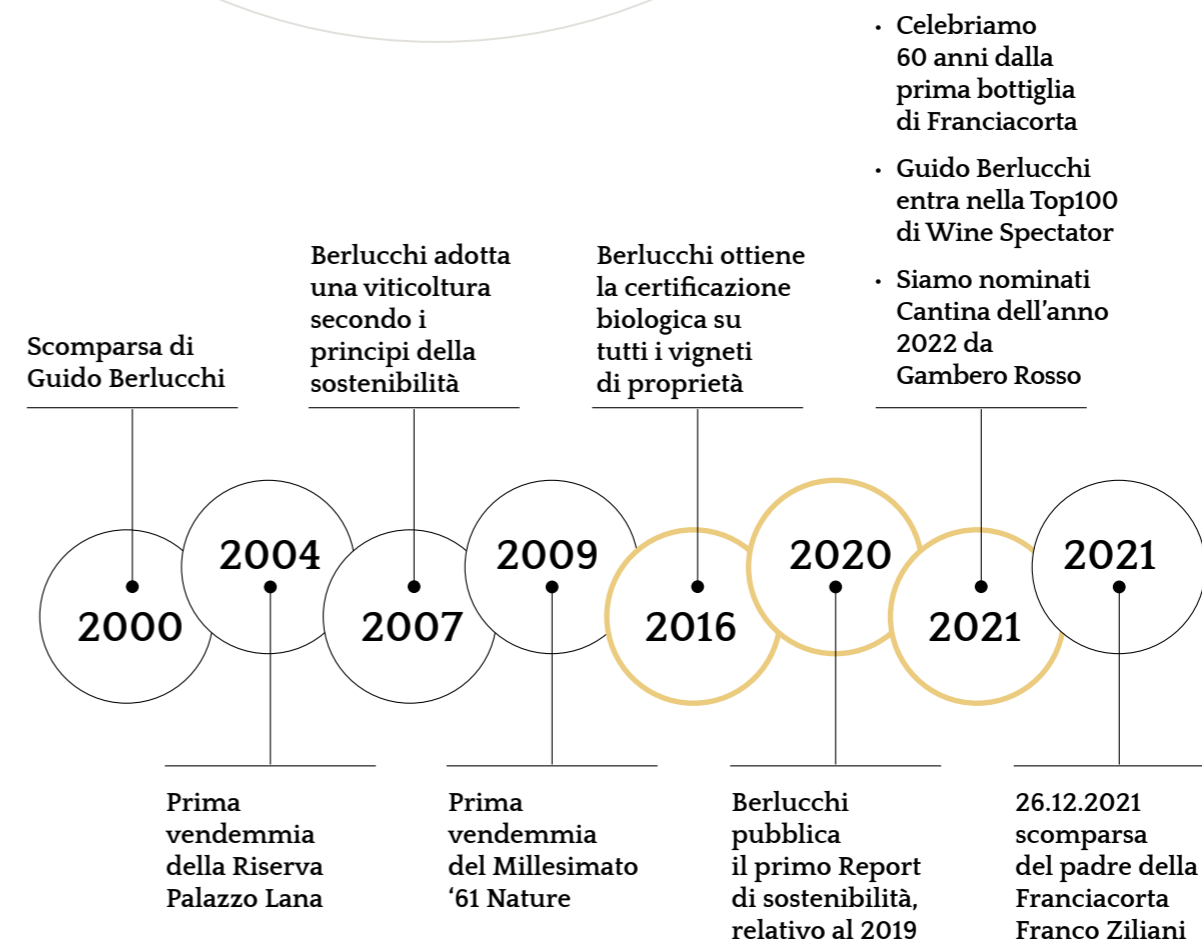 • Celebriamo
60 anni dalla
prima bottiglia
di Franciacorta
• Guido Berlucchi
entra nella Top100
di Wine Spectator
• Siamo nominati
Cantina dell’anno
2022 da
Gambero Rosso
Berlucchi adotta
una viticoltura
secondo i
principi della
sostenibilità
Berlucchi ottiene
la certificazione
biologica su
tutti i vigneti
di proprietà
Scomparsa di
Guido Berlucchi
2000
2004
2007
2009
2016
2020
2021
2021
Prima
vendemmia
della Riserva
Palazzo Lana
Prima
vendemmia
del Millesimato
‘61 Nature
Berlucchi
pubblica
il primo Report
di sostenibilità,
relativo al 2019
26.12.2021
scomparsa
del padre della
Franciacorta
Franco Ziliani